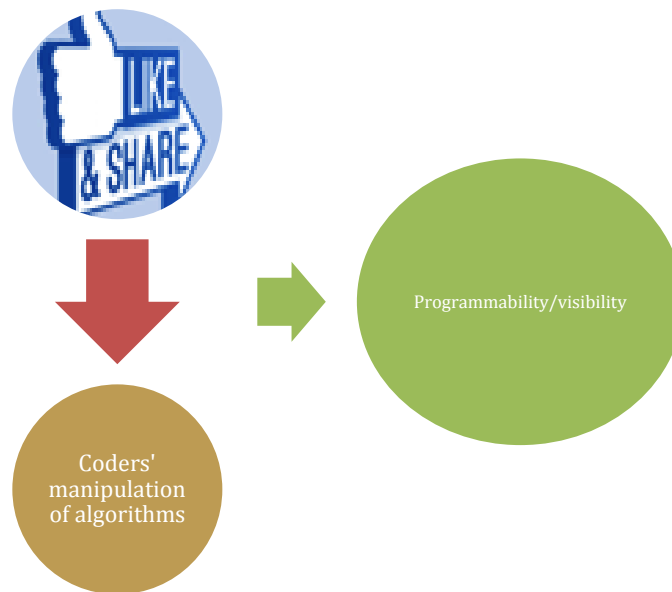 LIKE
& SHARE
Programmability/visibility
Coders'
manipulation
of algorithms